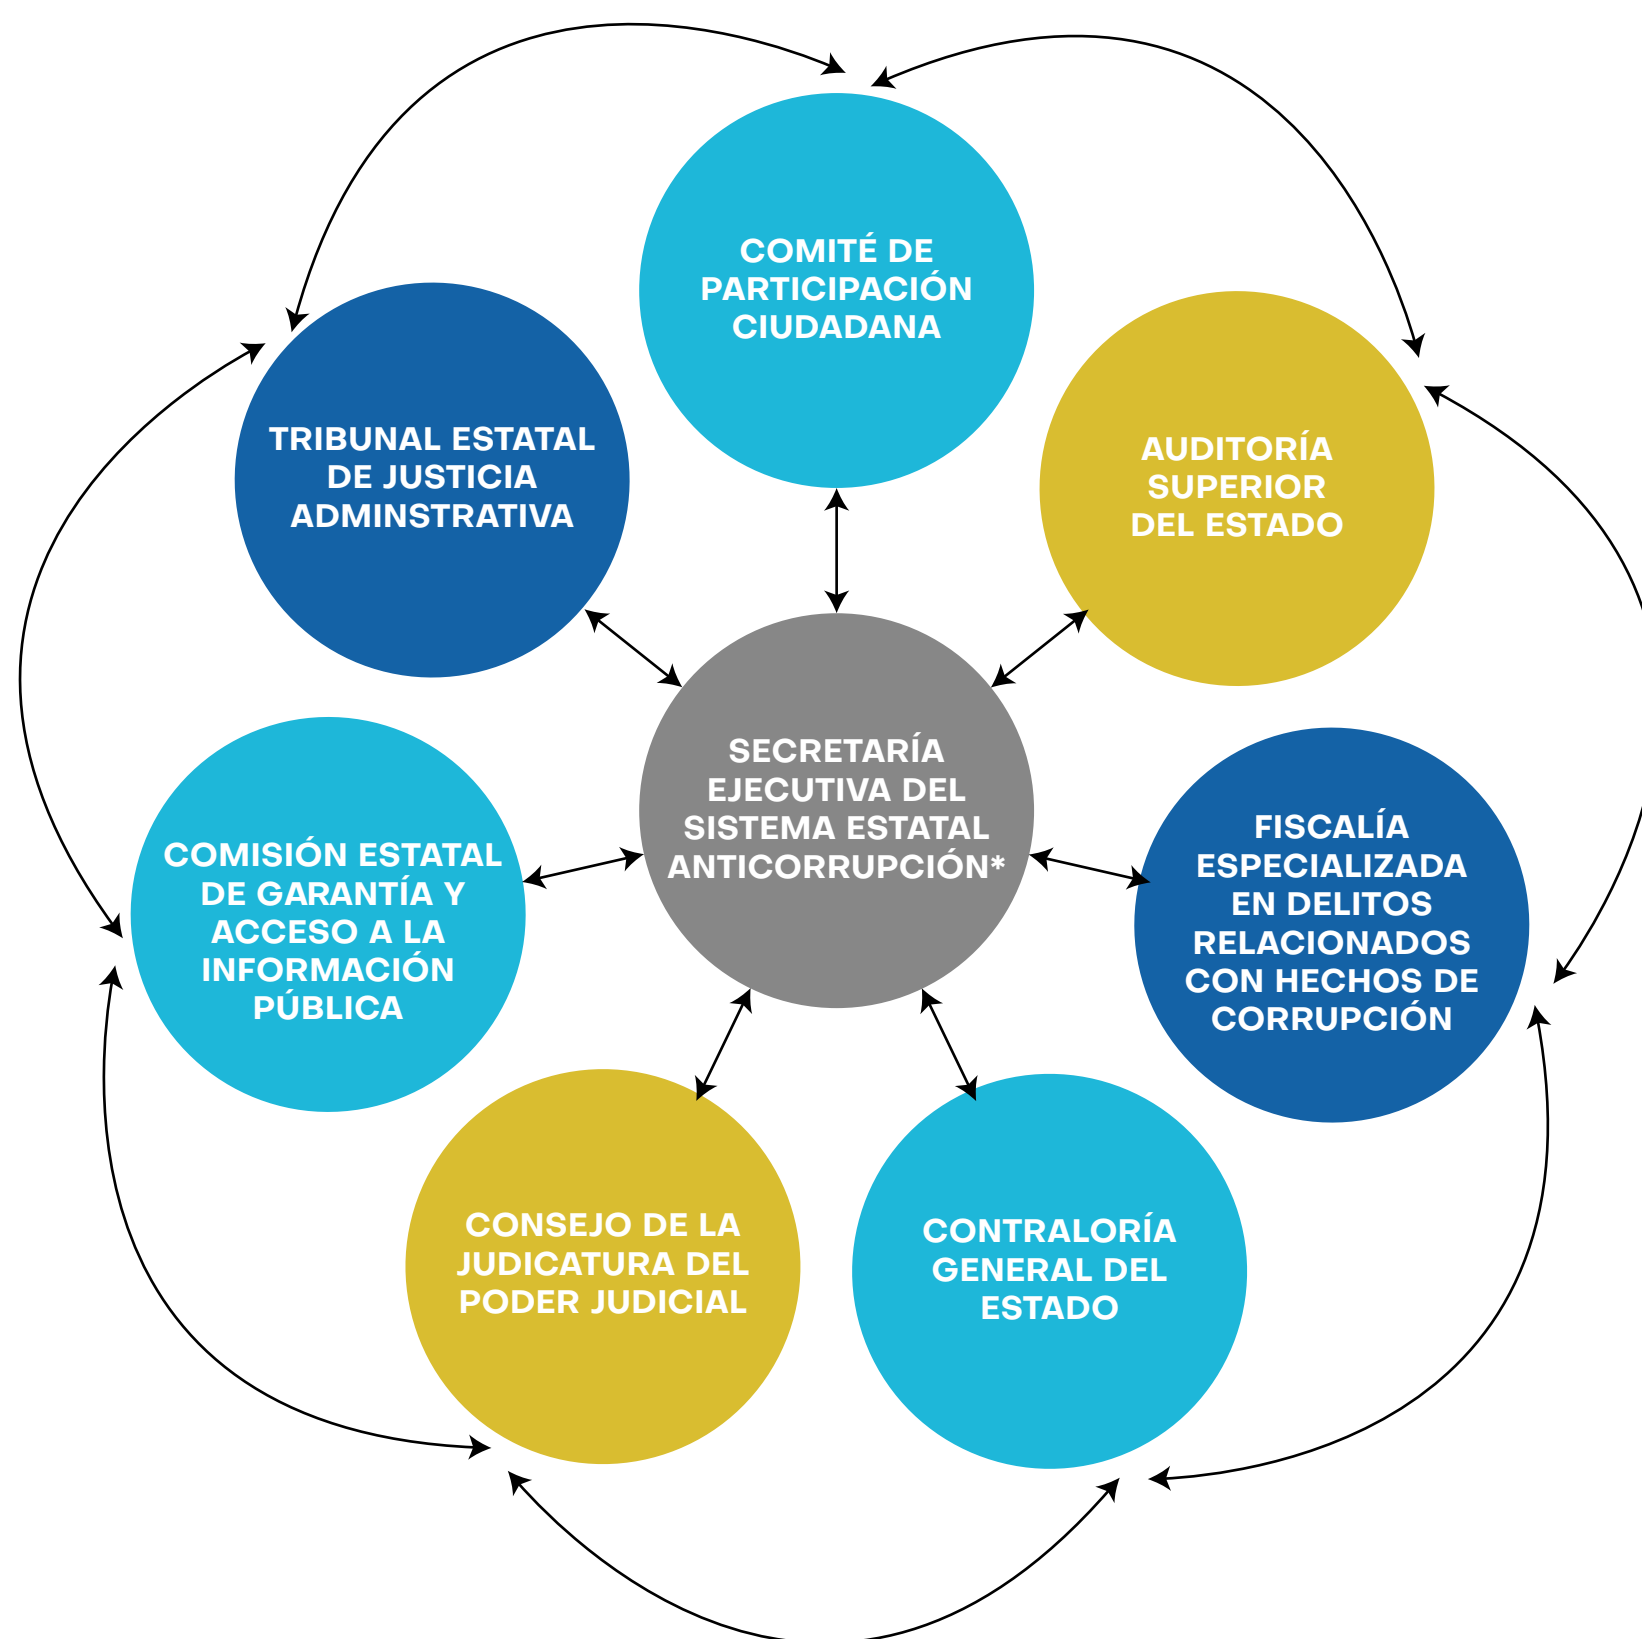 COMITÉ DE
PARTICIPACIÓN
CIUDADANA
TRIBUNAL ESTATAL
DE JUSTICIA
ADMINSTRATIVA
AUDITORÍA
SUPERIOR
DEL ESTADO
SECRETARÍA
EJECUTIVA DEL
SISTEMA ESTATAL
ANTICORRUPCIÓN*
COMISIÓN ESTATAL
DE GARANTÍA Y
ACCESO A LA
INFORMACIÓN
PÚBLICA
FISCALÍA
ESPECIALIZADA
EN DELITOS
RELACIONADOS
CON HECHOS DE
CORRUPCIÓN
CONSEJO DE LA
JUDICATURA DEL
PODER JUDICIAL
CONTRALORÍA
GENERAL DEL
ESTADO